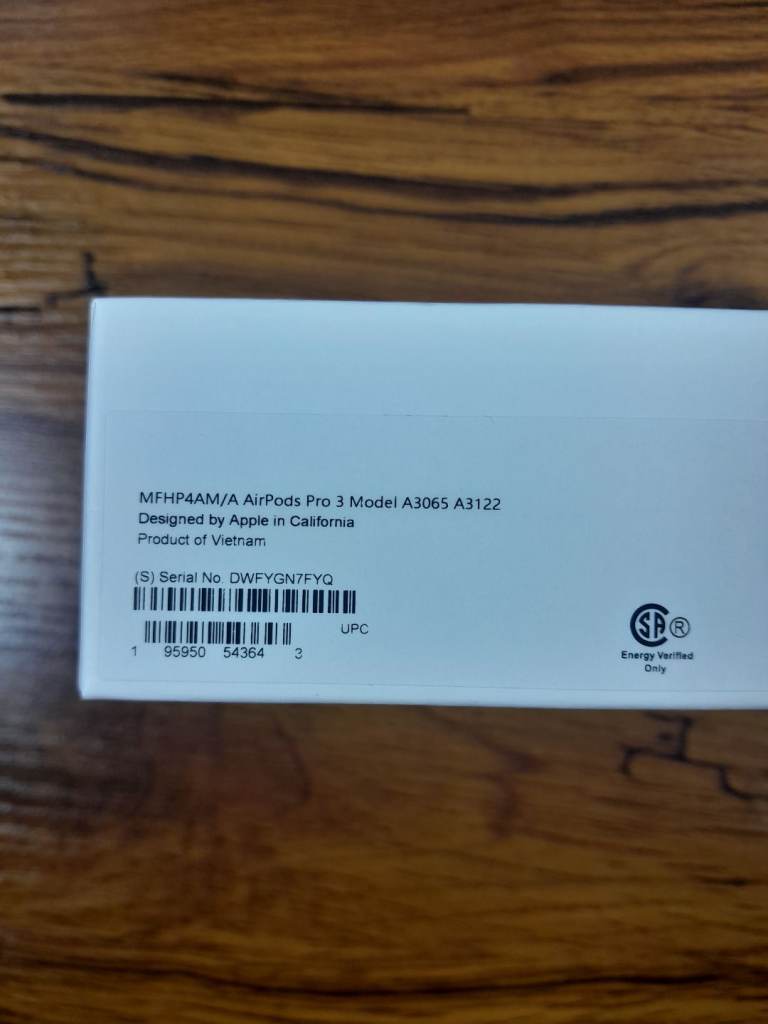 MFHP4AM/A AirPods Pro 3 Model A3065 A3122
Designed by Apple in California
Product of Vietnam
(S) Serial No. DWFYGN7FYQ
UPC
1 95950 54364 3
SA ®
Energy Verified
Only